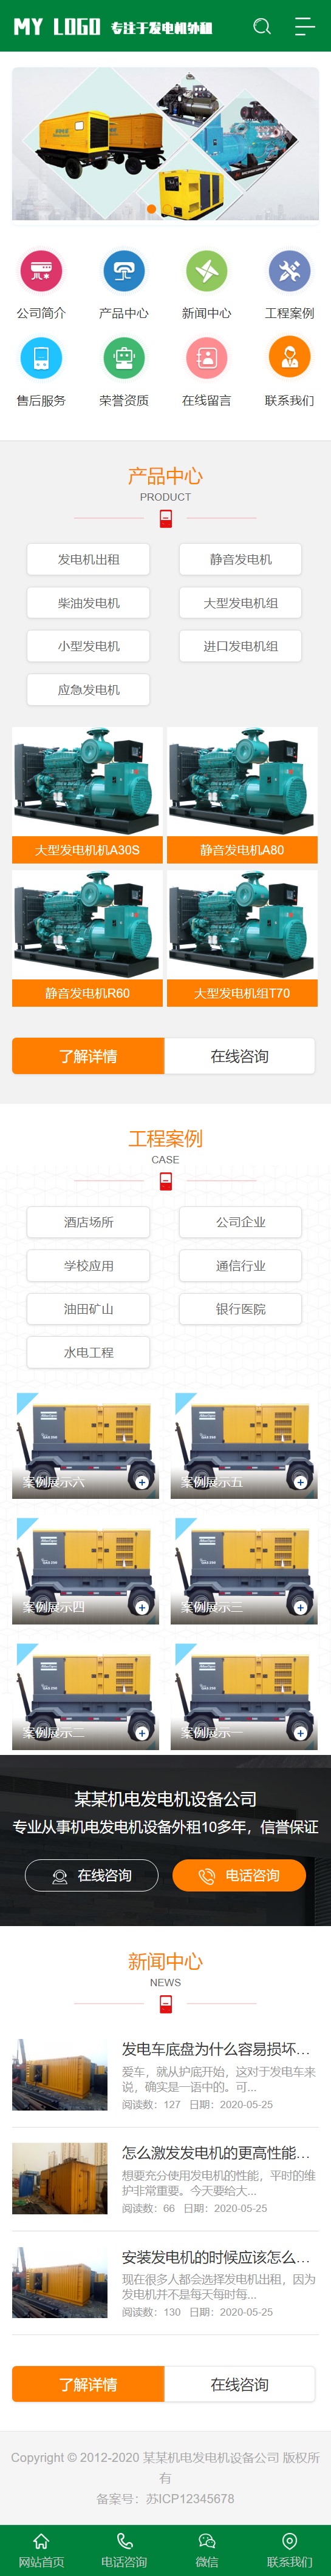 MY LOGO 专注于发电机外租
公司简介 产品中心 新闻中心 工程案例
售后服务 荣誉资质 在线留言 联系我们
产品中心
PRODUCT
发电机出租 静音发电机
柴油发电机 大型发电机组
小型发电机 进口发电机组
应急发电机
大型发电机机A30S 静音发电机A80
静音发电机R60 大型发电机组T70
了解详情 在线咨询
工程案例
CASE
酒店场所 公司企业
学校应用 通信行业
油田矿山 银行医院
水电工程
案例展示六 案例展示五
案例展示四 案例展示三
案例展示二 案例展示一
某某机电发电机设备公司
专业从事机电发电机设备外租10多年，信誉保证
在线咨询 电话咨询
新闻中心
NEWS
发电车底盘为什么容易损坏...
爱车，就从护底开始，这对于发电车来
说，确实是一语中的。可...
阅读数：127 日期：2020-05-25
怎么激发发电机的更高性能...
想要充分使用发电机的性能，平时的维
护非常重要。今天要给大...
阅读数：66 日期：2020-05-25
安装发电机的时候应该怎么...
现在很多人都会选择发电机出租，因为
发电机并不是每天每时每...
阅读数：130 日期：2020-05-25
了解详情 在线咨询
Copyright © 2012-2020 某某机电发电机设备公司 版权所
有
备案号：苏ICP12345678
网站首页 电话咨询 微信 联系我们